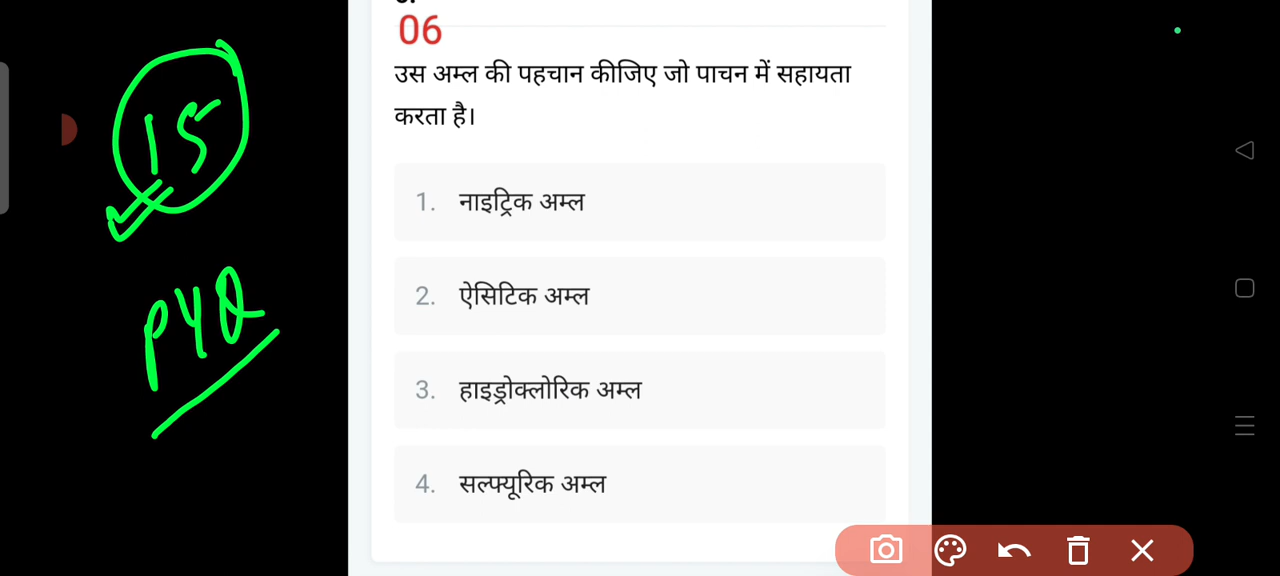 15
PYQ
06
उस अम्ल की पहचान कीजिए जो पाचन में सहायता
करता है।
1. नाइट्रिक अम्ल
2. ऐसिटिक अम्ल
3. हाइड्रोक्लोरिक अम्ल
4. सल्फ्यूरिक अम्ल